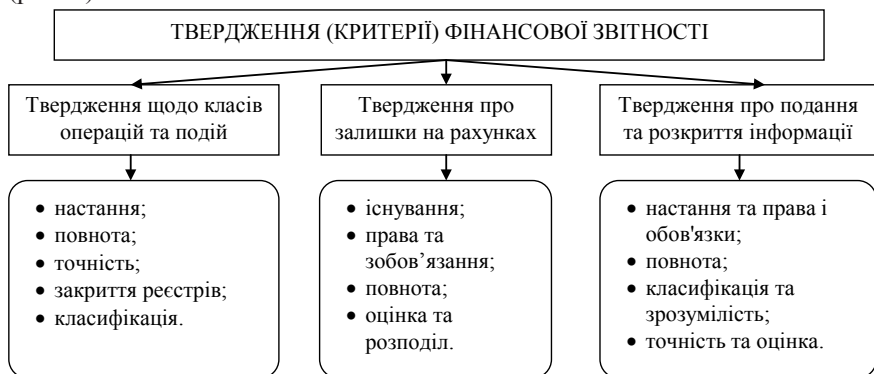 ТВЕРДЖЕННЯ (КРИТЕРІЇ) ФІНАНСОВОЇ ЗВІТНОСТІ
Твердження щодо класів
операцій та подій
Твердження про
залишки на рахунках
Твердження про подання
та розкриття інформації
• настання;
• повнота;
• точність;
• закриття реєстрів;
• класифікація.
• існування;
• права та
зобов’язання;
• повнота;
• оцінка та
розподіл.
• настання та права і
обов'язки;
• повнота;
• класифікація та
зрозумілість;
• точність та оцінка.